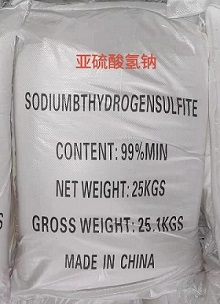 亚硫酸氢钠
SODIUMBTHYDROGENSULFITE
CONTENT: 99%MIN
NET WEIGHT: 25KGS
GROSS WEIGHT: 25.1KGS
MADE IN CHINA